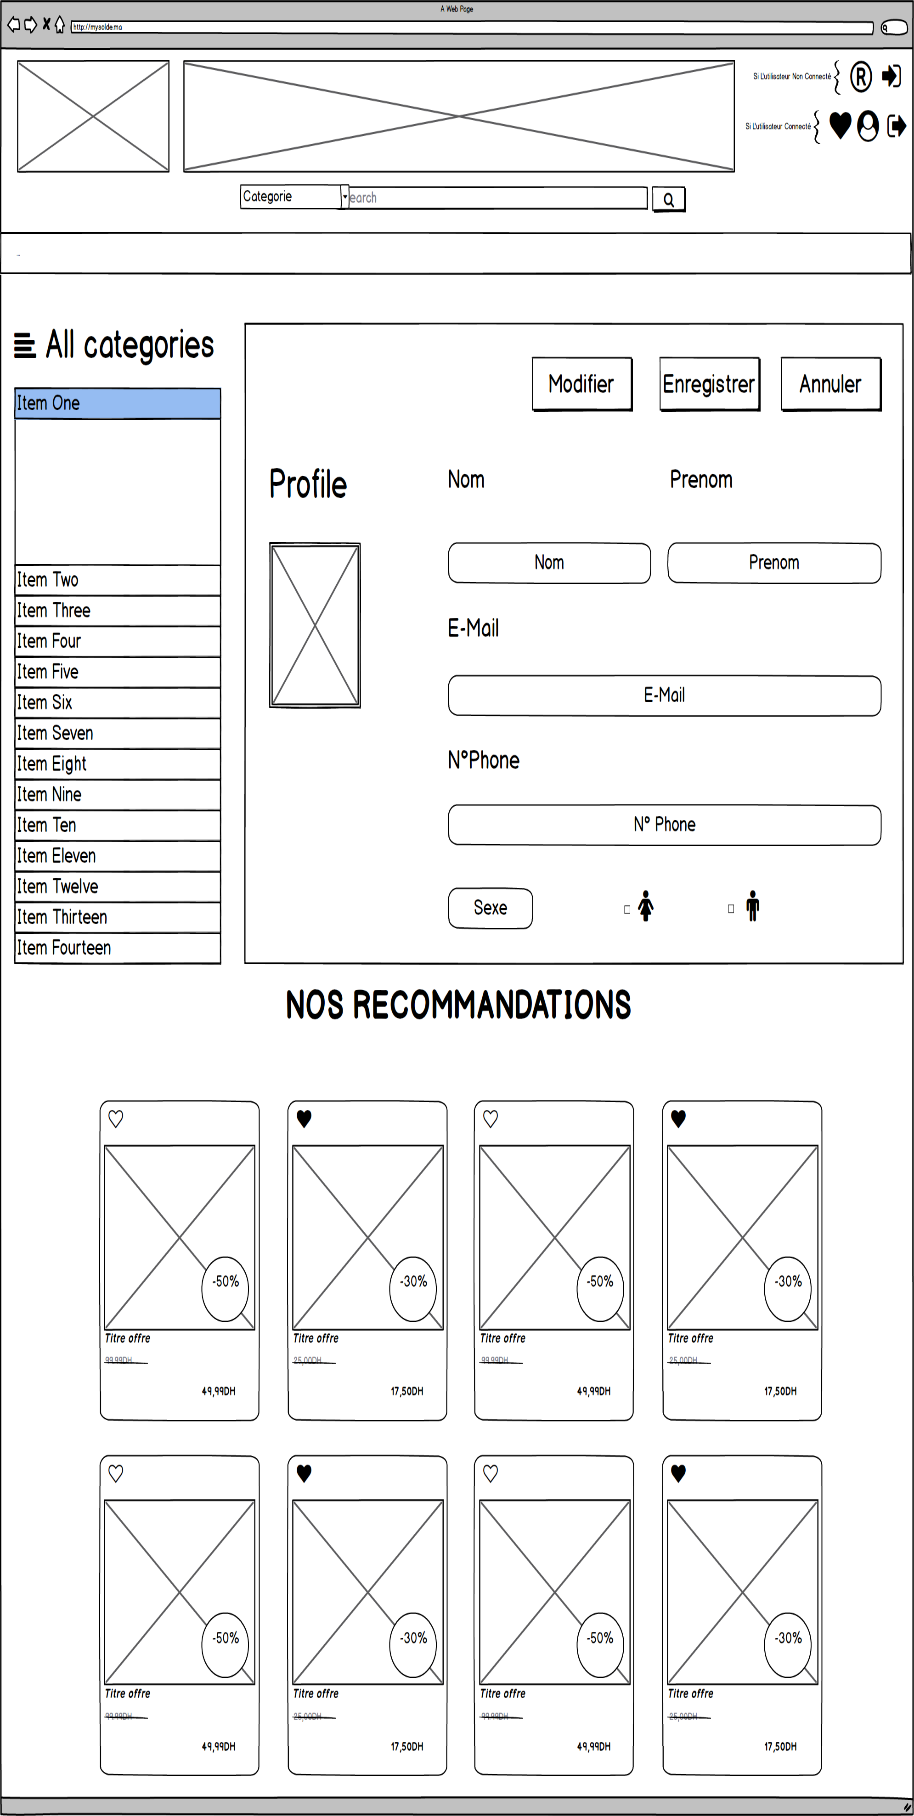 A Web Page
http://mysolde.ma
Si L'utilisateur Non Connecté
R
Si L'utilisateur Connecté
Categorie
earch
All categories
Item One
Item Two
Item Three
Item Four
Item Five
Item Six
Item Seven
Item Eight
Item Nine
Item Ten
Item Eleven
Item Twelve
Item Thirteen
Item Fourteen
Modifier Enregistrer Annuler
Profile
Nom Prenom
Nom Prenom
E-Mail
E-Mail
N°Phone
N° Phone
Sexe
NOS RECOMMANDATIONS
-50% -30% -50% -30%
Titre offre Titre offre Titre offre Titre offre
99,99DH 25,00DH 99,99DH 25,00DH
49,99DH 17,50DH 49,99DH 17,50DH
-50% -30% -50% -30%
Titre offre Titre offre Titre offre Titre offre
99,99DH 25,00DH 99,99DH 25,00DH
49,99DH 17,50DH 49,99DH 17,50DH